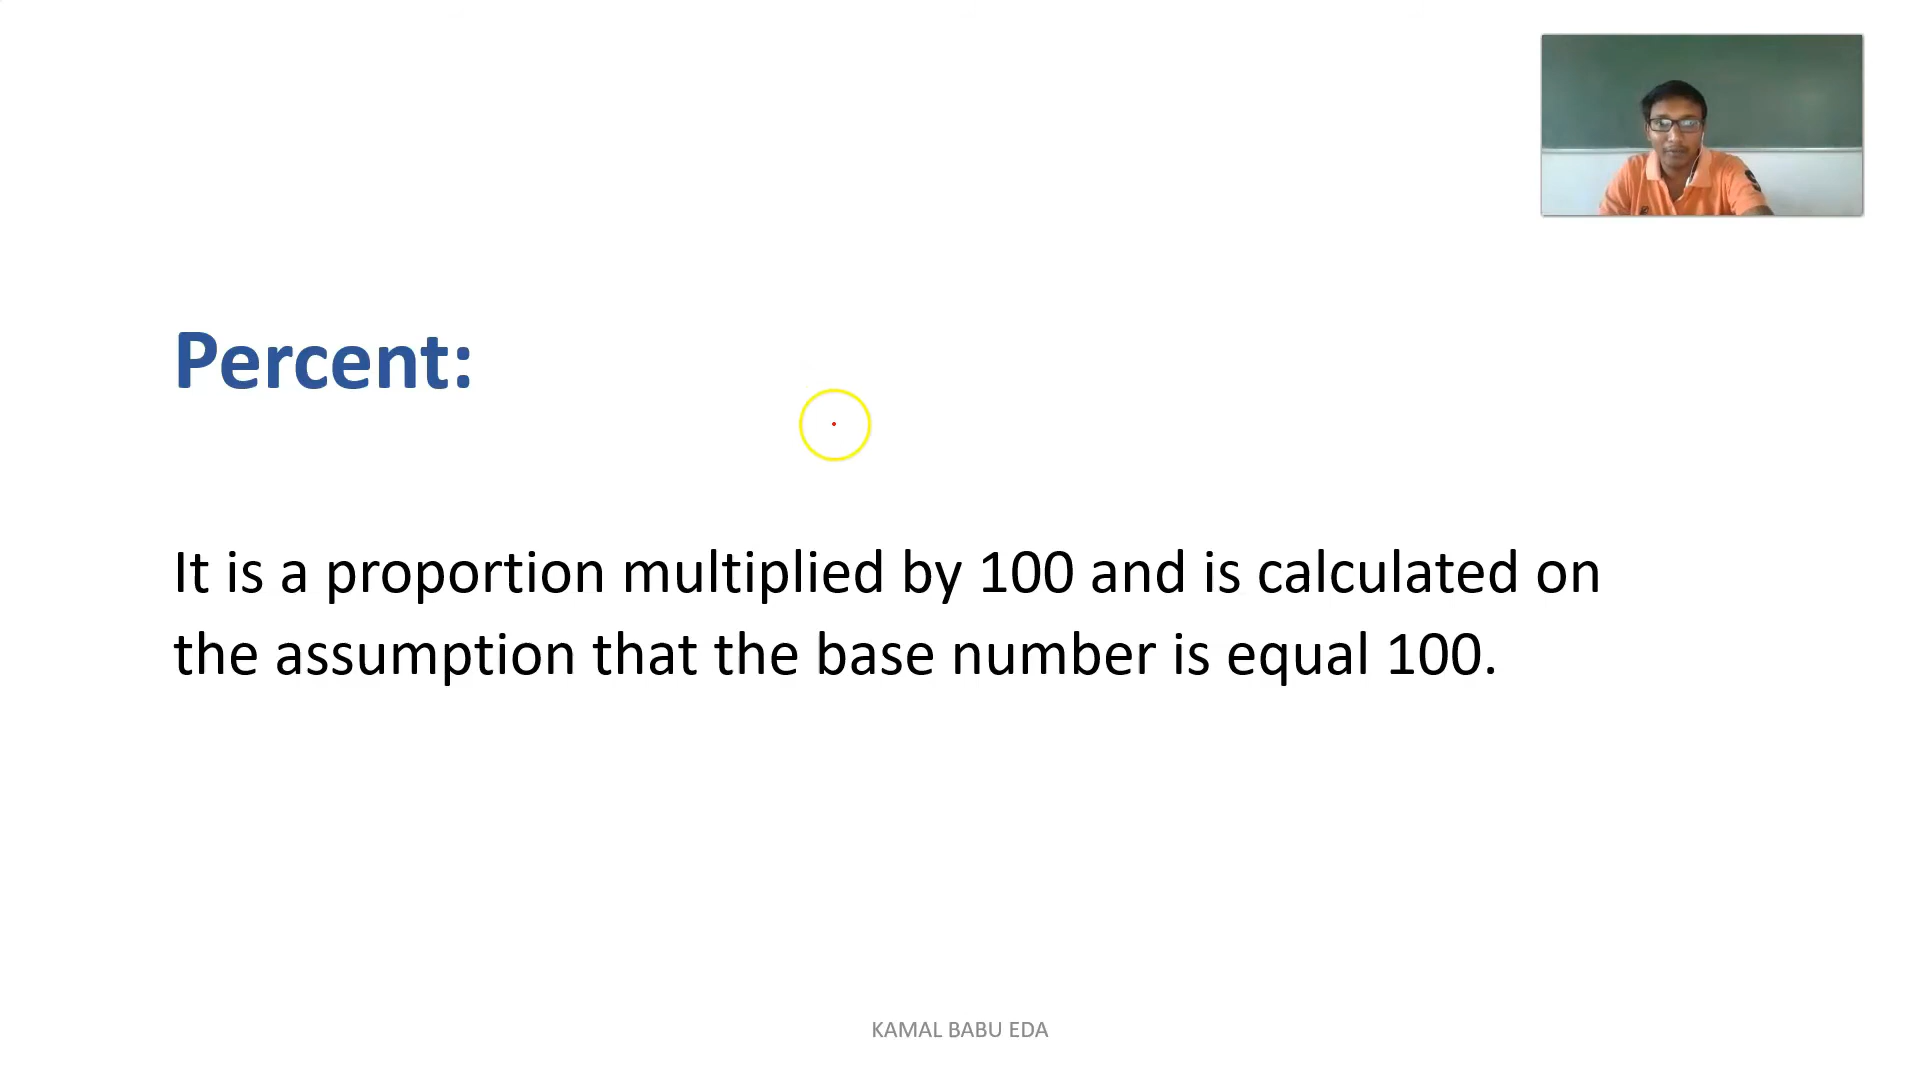 Percent:
It is a proportion multiplied by 100 and is calculated on
the assumption that the base number is equal 100.
KAMAL BABU EDA